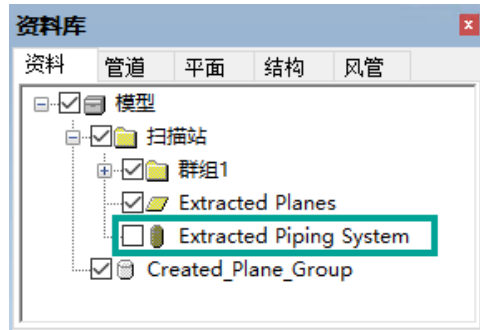 资料库
资料 管道 平面 结构 风管
模型
扫描站
群组1
Extracted Planes
Extracted Piping System
Created_Plane_Group